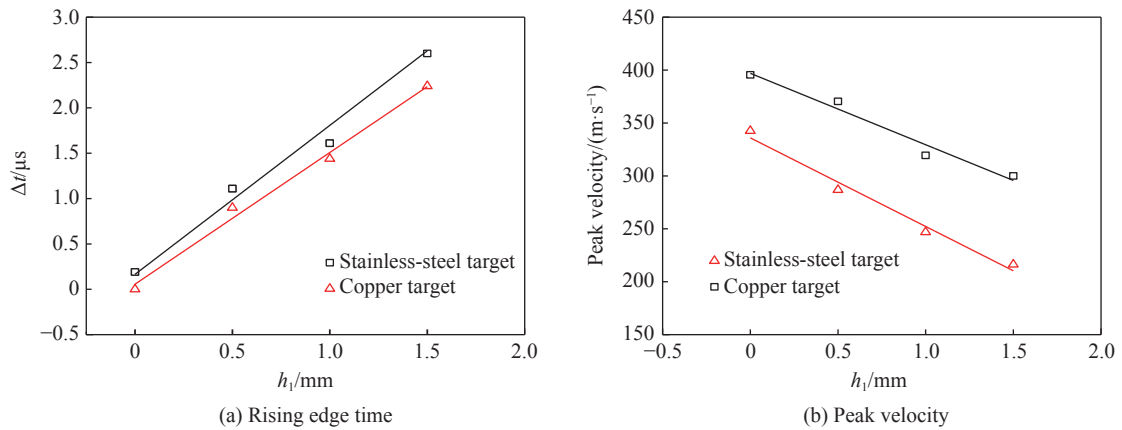 3.0
2.5
2.0
1.5
1.0
0.5
0
−0.5
Δt/μs
Stainless-steel target
Copper target
0
0.5
1.0
1.5
2.0
h₁/mm
(a) Rising edge time
450
400
350
300
250
200
150
Peak velocity/(m·s⁻¹)
Stainless-steel target
Copper target
−0.5
0
0.5
1.0
1.5
2.0
h₁/mm
(b) Peak velocity